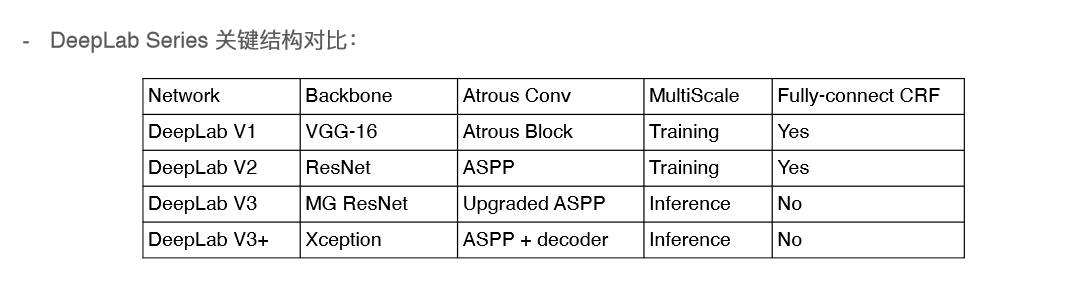 - DeepLab Series 关键结构对比：
Network Backbone Atrous Conv MultiScale Fully-connect CRF
DeepLab V1 VGG-16 Atrous Block Training Yes
DeepLab V2 ResNet ASPP Training Yes
DeepLab V3 MG ResNet Upgraded ASPP Inference No
DeepLab V3+ Xception ASPP + decoder Inference No